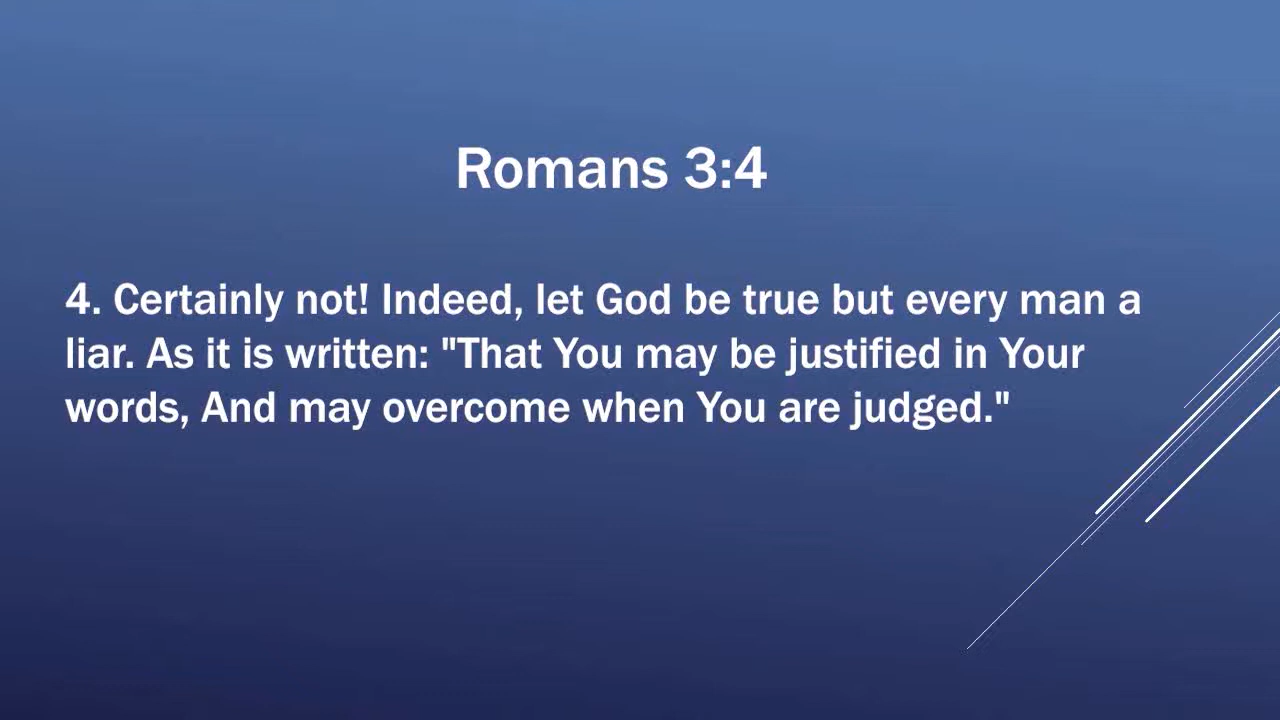 Romans 3:4
4. Certainly not! Indeed, let God be true but every man a
liar. As it is written: "That You may be justified in Your
words, And may overcome when You are judged."